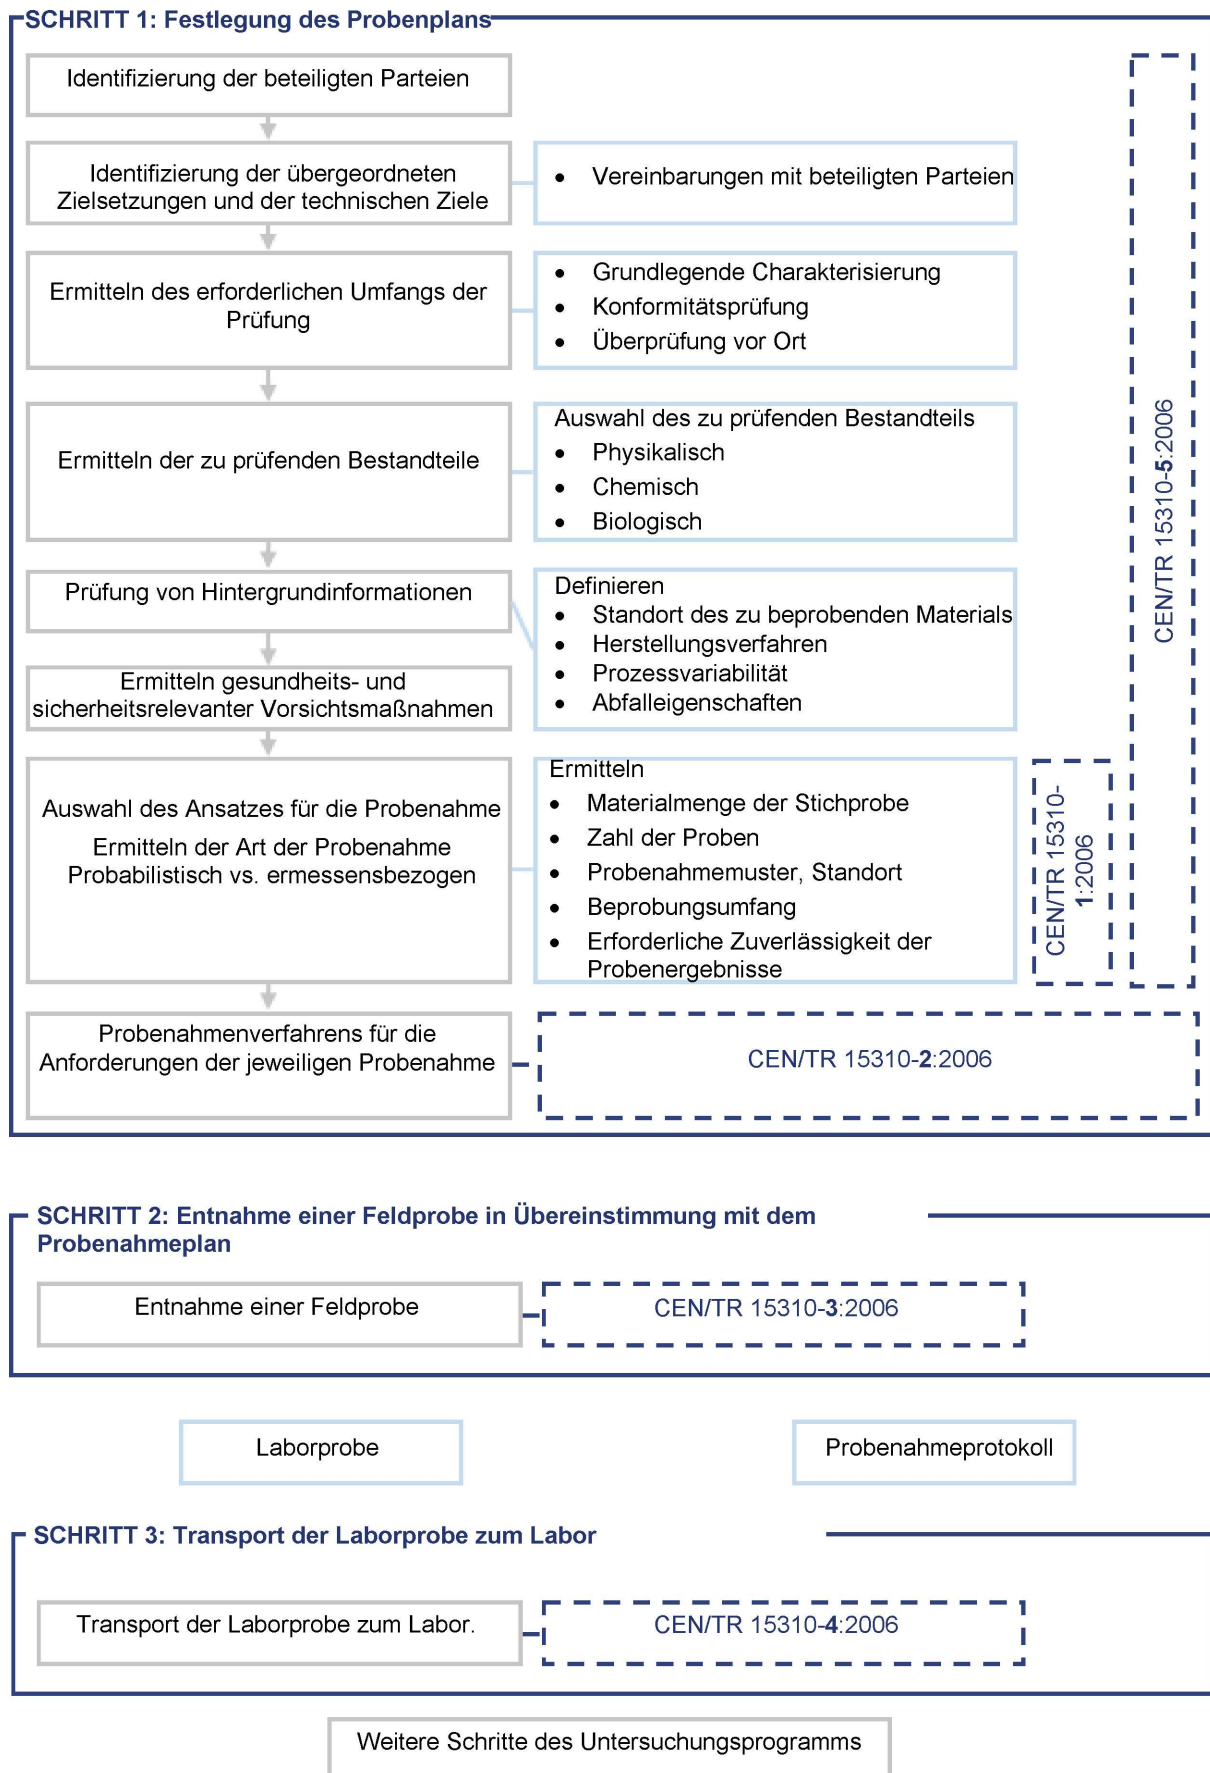 SCHRITT 1: Festlegung des Probenplans
Identifizierung der beteiligten Parteien
Identifizierung der übergeordneten
Zielsetzungen und der technischen Ziele
• Vereinbarungen mit beteiligten Parteien
Ermitteln des erforderlichen Umfangs der
Prüfung
• Grundlegende Charakterisierung
• Konformitätsprüfung
• Überprüfung vor Ort
Ermitteln der zu prüfenden Bestandteile
Auswahl des zu prüfenden Bestandteils
• Physikalisch
• Chemisch
• Biologisch
Prüfung von Hintergrundinformationen
Definieren
• Standort des zu beprobenden Materials
• Herstellungsverfahren
• Prozessvariabilität
• Abfalleigenschaften
Ermitteln gesundheits- und
sicherheitsrelevanter Vorsichtsmaßnahmen
Auswahl des Ansatzes für die Probenahme
Ermitteln der Art der Probenahme
Probabilistisch vs. ermessensbezogen
Ermitteln
• Materialmenge der Stichprobe
• Zahl der Proben
• Probenahmemuster, Standort
• Beprobungsumfang
• Erforderliche Zuverlässigkeit der
Probenergebnisse
CEN/TR 15310-
1:2006
CEN/TR 15310-5:2006
Probenahmenverfahrens für die
Anforderungen der jeweiligen Probenahme
CEN/TR 15310-2:2006
SCHRITT 2: Entnahme einer Feldprobe in Übereinstimmung mit dem
Probenahmeplan
Entnahme einer Feldprobe
CEN/TR 15310-3:2006
Laborprobe
Probenahmeprotokoll
SCHRITT 3: Transport der Laborprobe zum Labor
Transport der Laborprobe zum Labor.
CEN/TR 15310-4:2006
Weitere Schritte des Untersuchungsprogramms